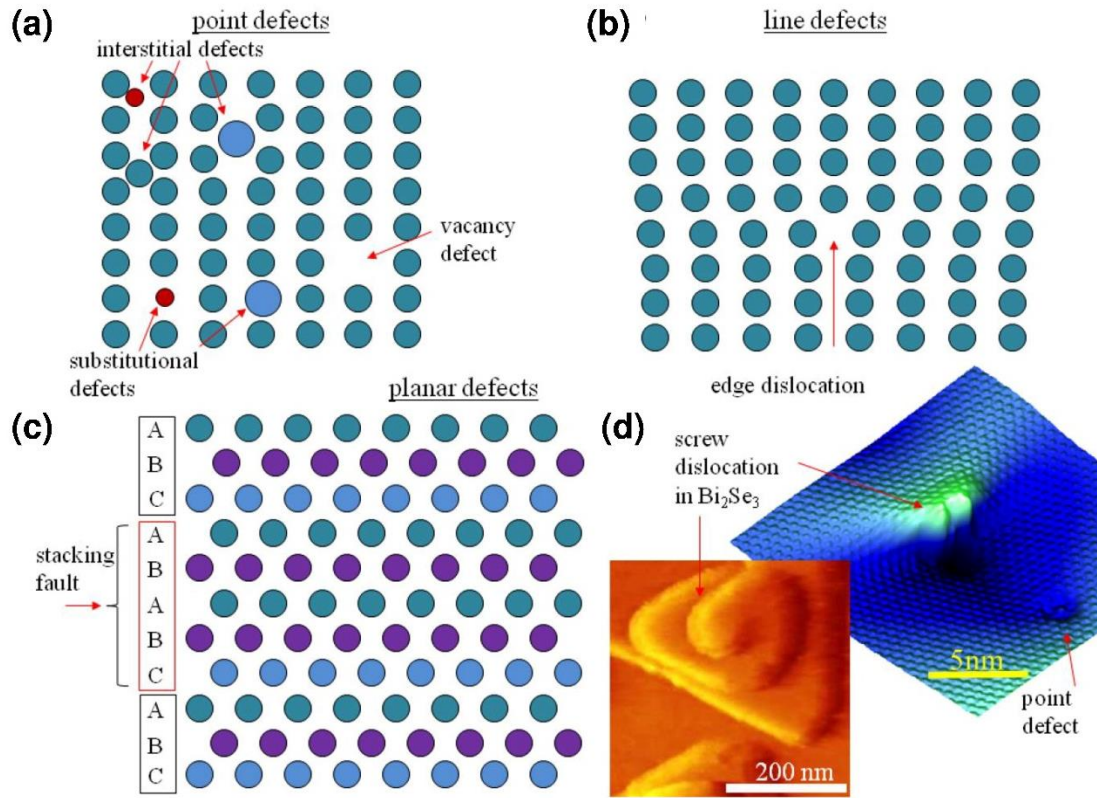 (a)
point defects
interstitial defects
vacancy
defect
substitutional
defects
(b)
line defects
edge dislocation
(c)
planar defects
A
B
C
stacking
fault
A
B
A
B
C
A
B
C
(d)
screw
dislocation
in Bi₂Se₃
5nm
point
defect
200 nm